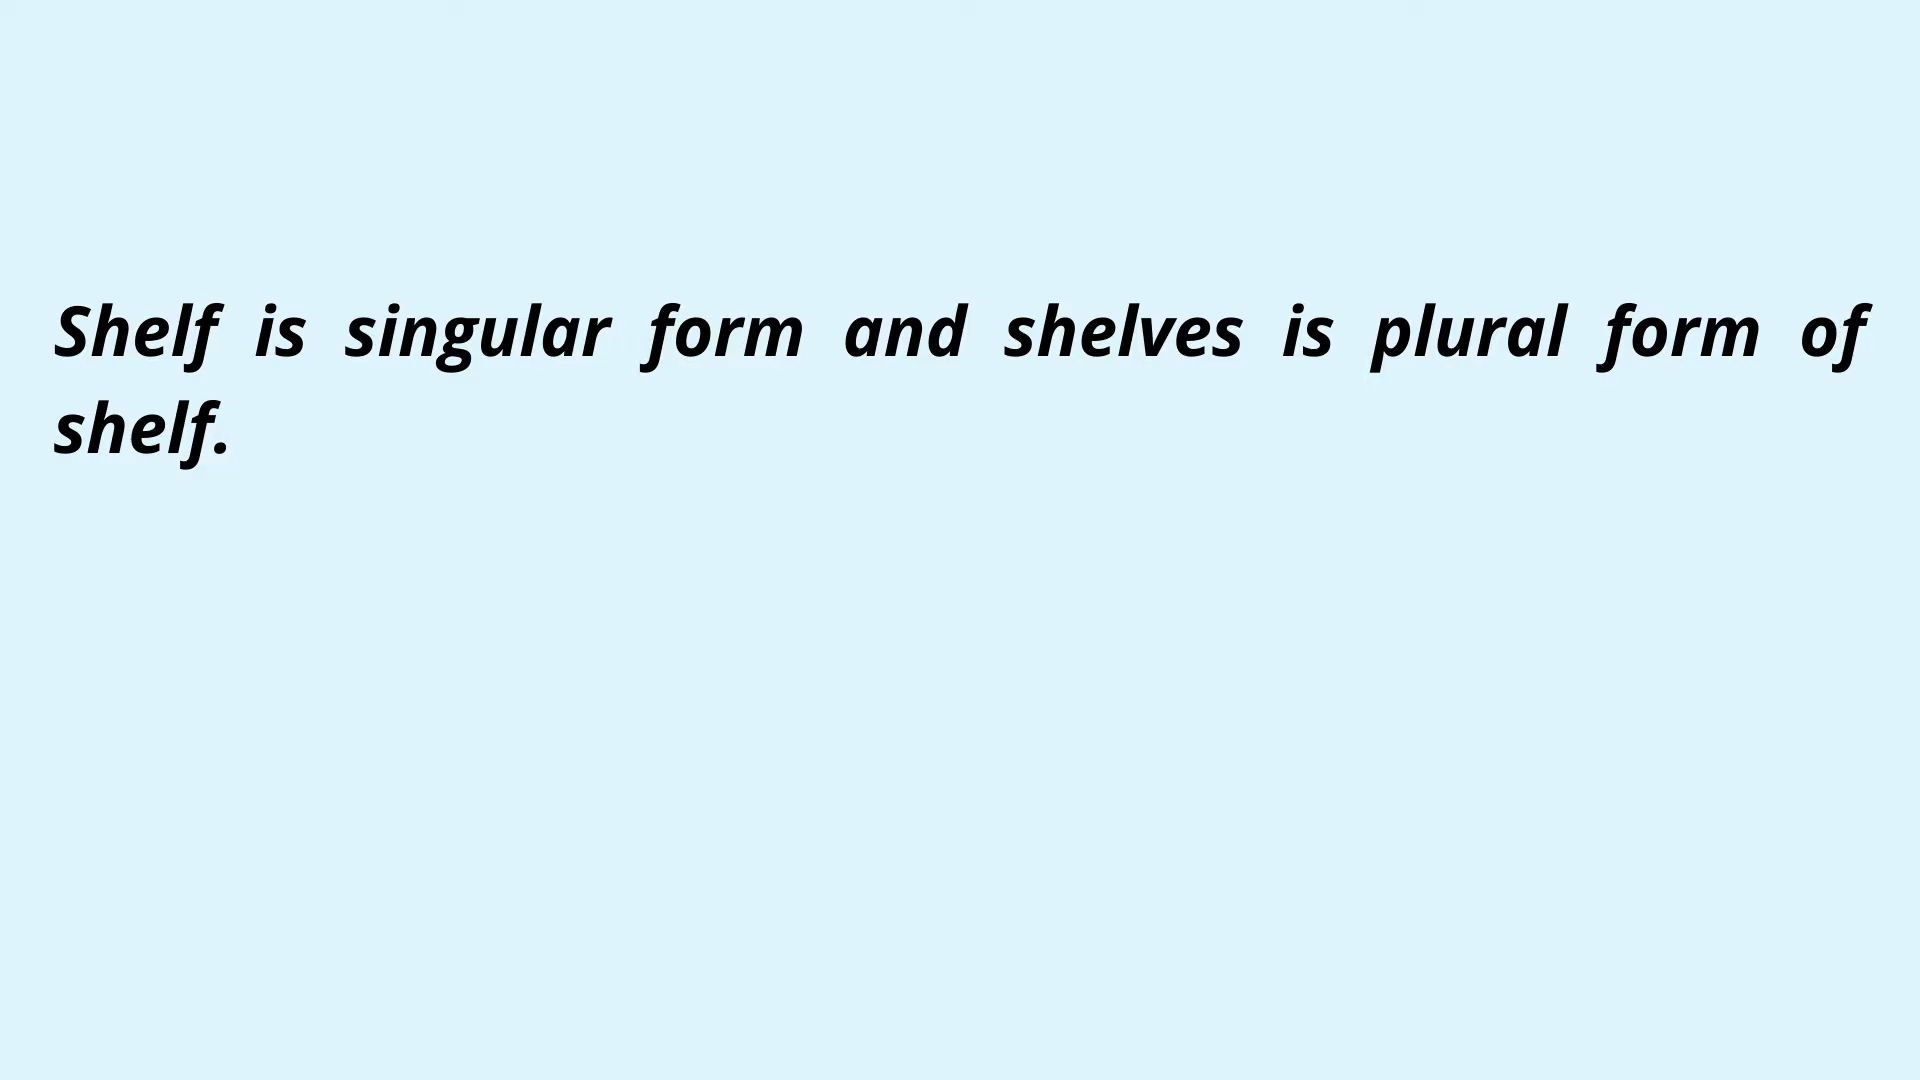 Shelf is singular form and shelves is plural form of
shelf.